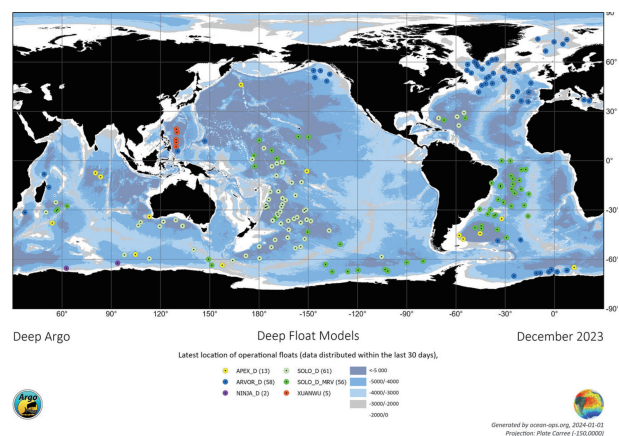 90°
60°
30°
0°
-30°
-60°
-90°
60° 90° 120° 150° 180° -150° -120° -90° -60° -30° 0° 30°
Deep Argo Deep Float Models December 2023
Latest location of operational floats (data distributed within the last 30 days),
APEX_D (13) SOLO_D (61) <-5 000
ARVOR_D (58) SOLO_D_MRV (56) -5000/-4000
NINJA_D (2) XUANWU (5) -4000/-3000
-3000/-2000
-2000/0
Argo
Generated by ocean-ops.org, 2024-01-01
Projection: Plate Carree (-150,0000)